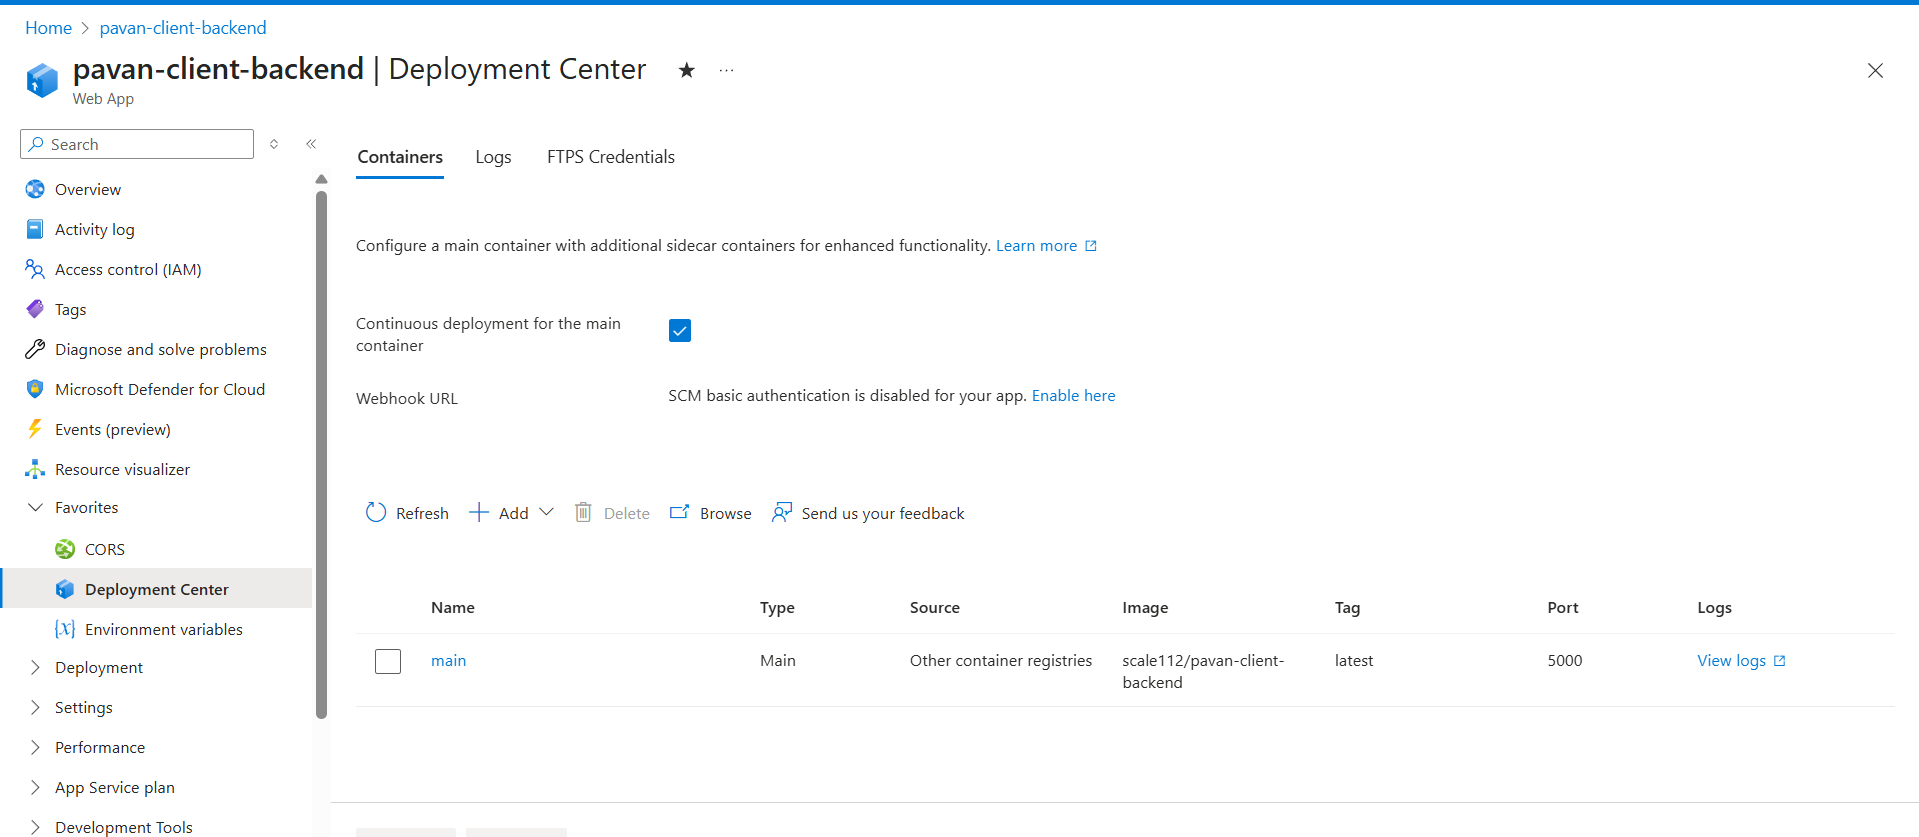 Home > pavan-client-backend
pavan-client-backend | Deployment Center
Web App
Search
Overview
Activity log
Access control (IAM)
Tags
Diagnose and solve problems
Microsoft Defender for Cloud
Events (preview)
Resource visualizer
Favorites
CORS
Deployment Center
Environment variables
Deployment
Settings
Performance
App Service plan
Development Tools
Containers Logs FTPS Credentials
Configure a main container with additional sidecar containers for enhanced functionality. Learn more
Continuous deployment for the main
container
Webhook URL SCM basic authentication is disabled for your app. Enable here
Refresh Add Delete Browse Send us your feedback
Name Type Source Image Tag Port Logs
main Main Other container registries scale112/pavan-client- latest 5000 View logs
backend